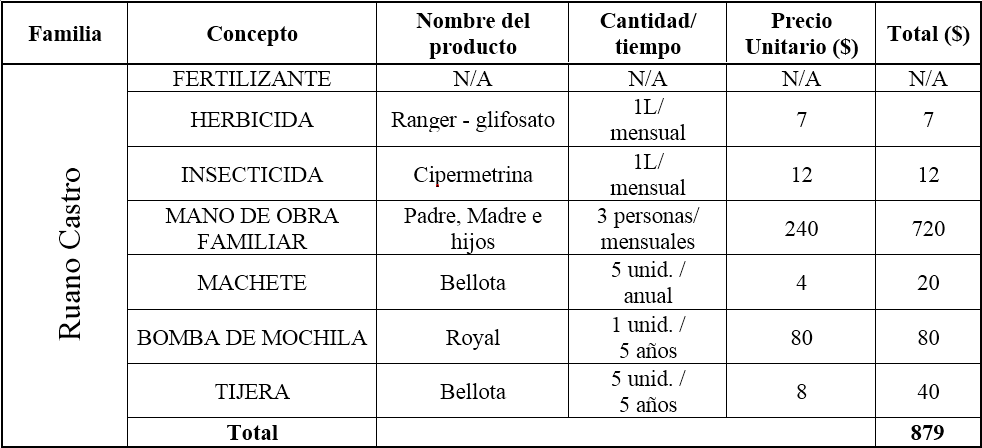 Familia Concepto Nombre del producto Cantidad/ tiempo Precio Unitario ($) Total ($)
Ruano Castro
FERTILIZANTE N/A N/A N/A N/A
HERBICIDA Ranger - glifosato 1L/ mensual 7 7
INSECTICIDA Cipermetrina 1L/ mensual 12 12
MANO DE OBRA FAMILIAR Padre, Madre e hijos 3 personas/ mensuales 240 720
MACHETE Bellota 5 unid. / anual 4 20
BOMBA DE MOCHILA Royal 1 unid. / 5 años 80 80
TIJERA Bellota 5 unid. / 5 años 8 40
Total 879